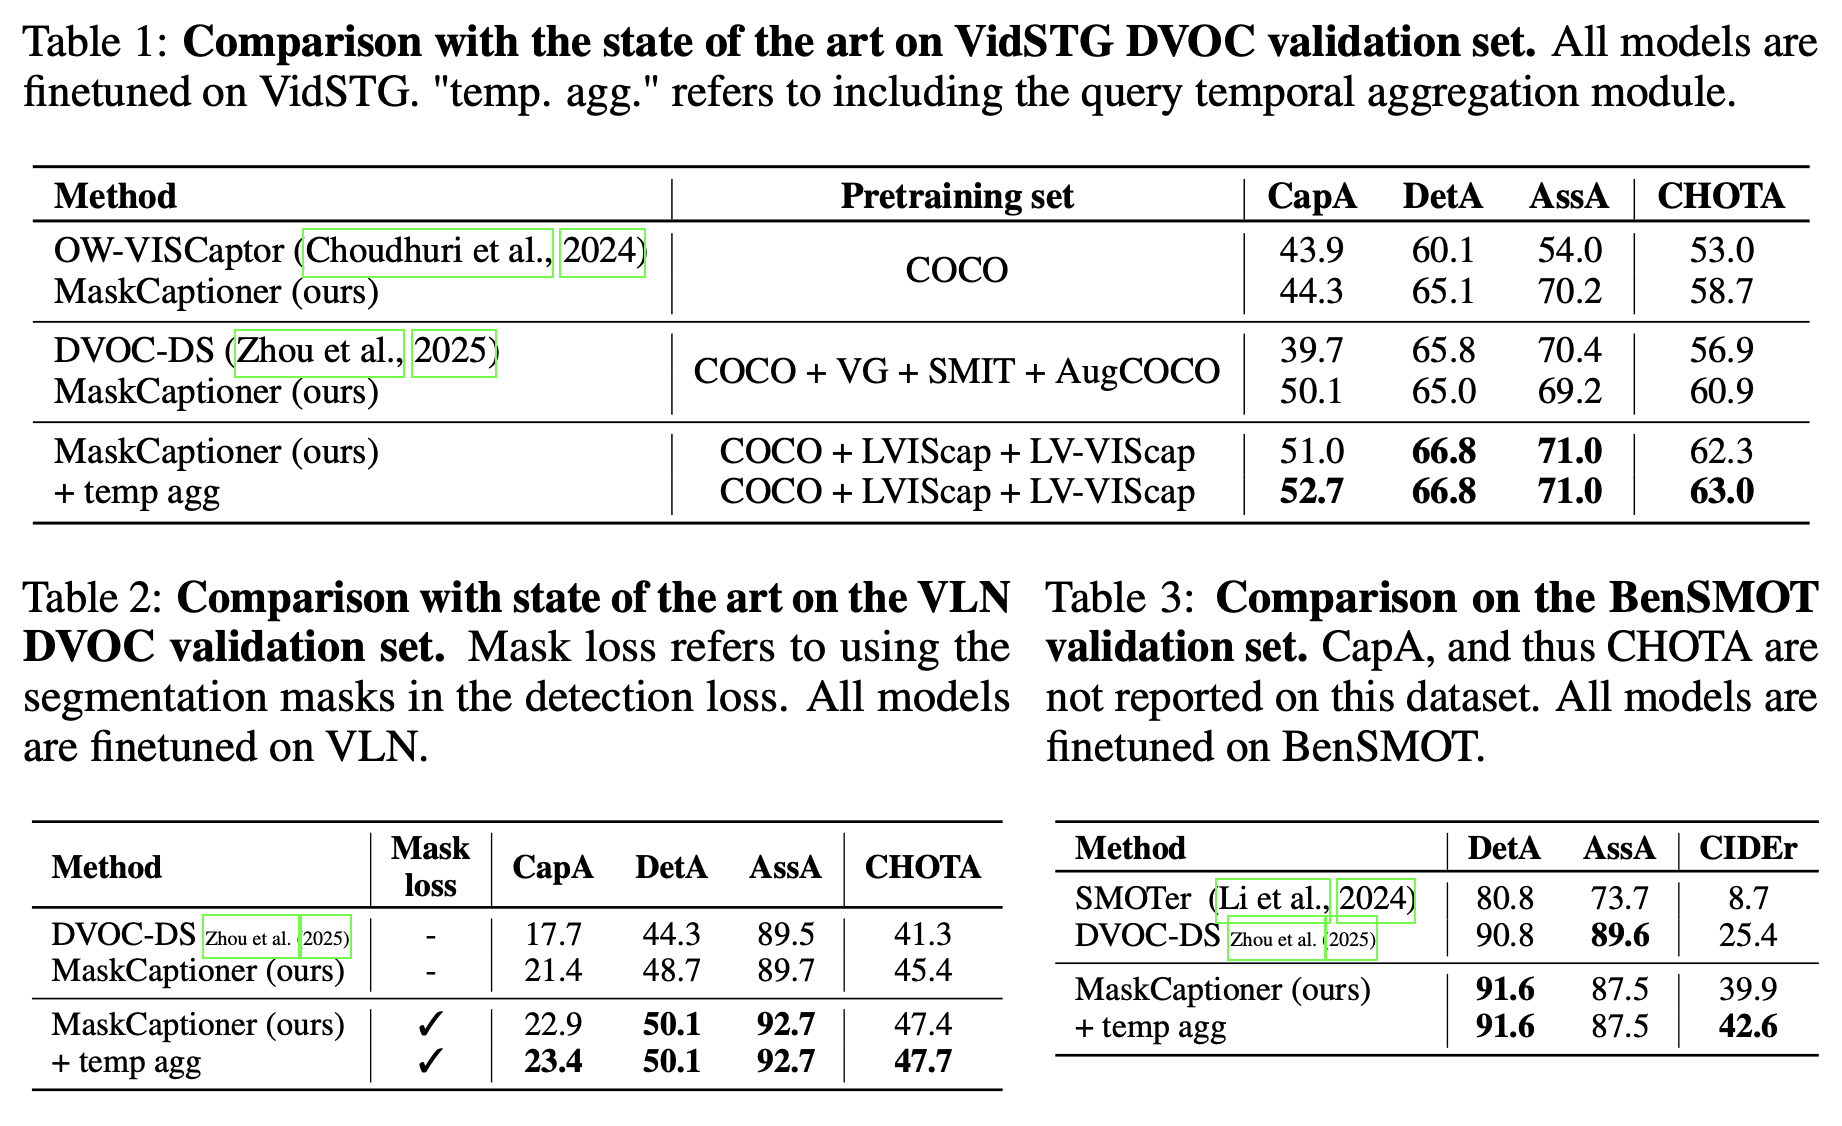 Table 1: Comparison with the state of the art on VidSTG DVOC validation set. All models are
finetuned on VidSTG. "temp. agg." refers to including the query temporal aggregation module.
Method Pretraining set CapA DetA AssA CHOTA
OW-VISCaptor (Choudhuri et al., 2024) COCO 43.9 60.1 54.0 53.0
MaskCaptioner (ours) 44.3 65.1 70.2 58.7
DVOC-DS (Zhou et al., 2025) COCO + VG + SMIT + AugCOCO 39.7 65.8 70.4 56.9
MaskCaptioner (ours) 50.1 65.0 69.2 60.9
MaskCaptioner (ours) COCO + LVIScap + LV-VIScap 51.0 66.8 71.0 62.3
+ temp agg COCO + LVIScap + LV-VIScap 52.7 66.8 71.0 63.0
Table 2: Comparison with state of the art on the VLN
DVOC validation set. Mask loss refers to using the
segmentation masks in the detection loss. All models
are finetuned on VLN.
Method Mask loss CapA DetA AssA CHOTA
DVOC-DS Zhou et al. (2025) - 17.7 44.3 89.5 41.3
MaskCaptioner (ours) - 21.4 48.7 89.7 45.4
MaskCaptioner (ours) ✓ 22.9 50.1 92.7 47.4
+ temp agg ✓ 23.4 50.1 92.7 47.7
Table 3: Comparison on the BenSMOT
validation set. CapA, and thus CHOTA are
not reported on this dataset. All models are
finetuned on BenSMOT.
Method DetA AssA CIDEr
SMOTer (Li et al., 2024) 80.8 73.7 8.7
DVOC-DS Zhou et al. (2025) 90.8 89.6 25.4
MaskCaptioner (ours) 91.6 87.5 39.9
+ temp agg 91.6 87.5 42.6